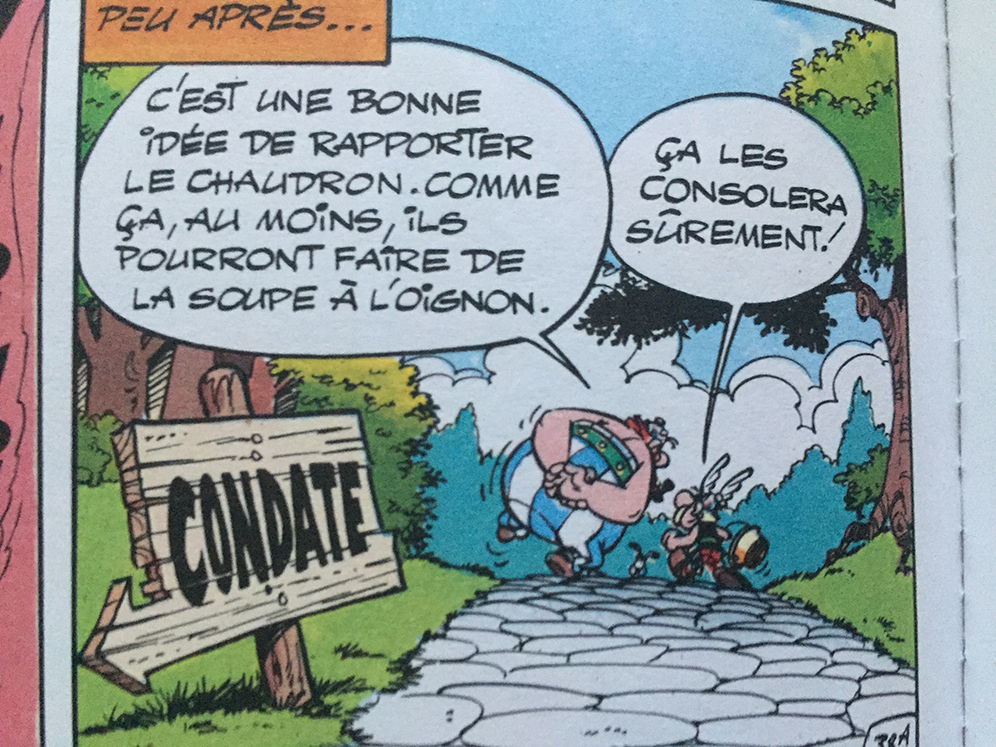 PEU APRÈS...
C'EST UNE BONNE
IDÉE DE RAPPORTER
LE CHAUDRON. COMME
ÇA, AU MOINS, ILS
POURRONT FAÎRE DE
LA SOUPE À L'OIGNON.
ÇA LES
CONSOLERA
SÛREMENT!
CONDATE